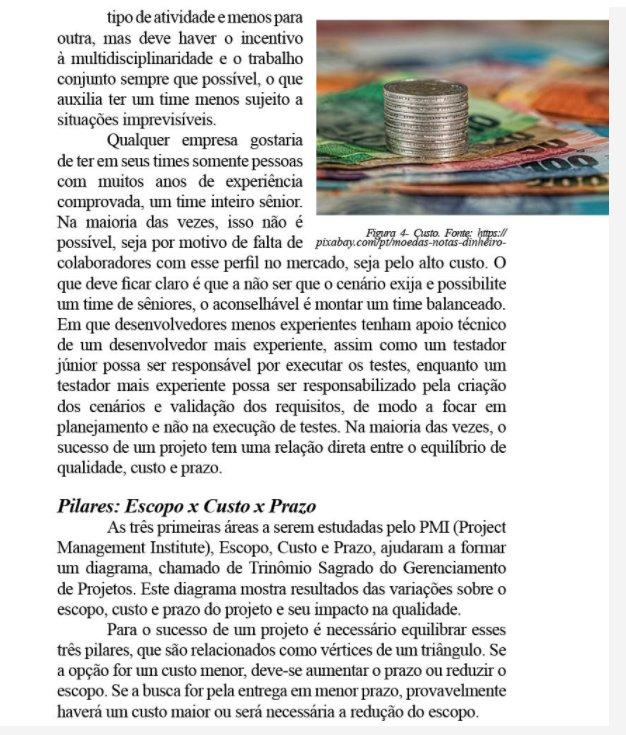 tipo de atividade e menos para
outra, mas deve haver o incentivo
à multidisciplinaridade e o trabalho
conjunto sempre que possível, o que
auxilia ter um time menos sujeito a
situações imprevisíveis.
Qualquer empresa gostaria
de ter em seus times somente pessoas
com muitos anos de experiência
comprovada, um time inteiro sênior.
Na maioria das vezes, isso não é
possível, seja por motivo de falta de
100
Figura 4- Custo. Fonte: https://
pixabay.com/pt/moedas-notas-dinheiro-
colaboradores com esse perfil no mercado, seja pelo alto custo. O
que deve ficar claro é que a não ser que o cenário exija e possibilite
um time de sêniores, o aconselhável é montar um time balanceado.
Em que desenvolvedores menos experientes tenham apoio técnico
de um desenvolvedor mais experiente, assim como um testador
júnior possa ser responsável por executar os testes, enquanto um
testador mais experiente possa ser responsabilizado pela criação
dos cenários e validação dos requisitos, de modo a focar em
planejamento e não na execução de testes. Na maioria das vezes, o
sucesso de um projeto tem uma relação direta entre o equilíbrio de
qualidade, custo e prazo.
Pilares: Escopo x Custo x Prazo
As três primeiras áreas a serem estudadas pelo PMI (Project
Management Institute), Escopo, Custo e Prazo, ajudaram a formar
um diagrama, chamado de Trinômio Sagrado do Gerenciamento
de Projetos. Este diagrama mostra resultados das variações sobre o
escopo, custo e prazo do projeto e seu impacto na qualidade.
Para o sucesso de um projeto é necessário equilibrar esses
três pilares, que são relacionados como vértices de um triângulo. Se
a opção for um custo menor, deve-se aumentar o prazo ou reduzir o
escopo. Se a busca for pela entrega em menor prazo, provavelmente
haverá um custo maior ou será necessária a redução do escopo.